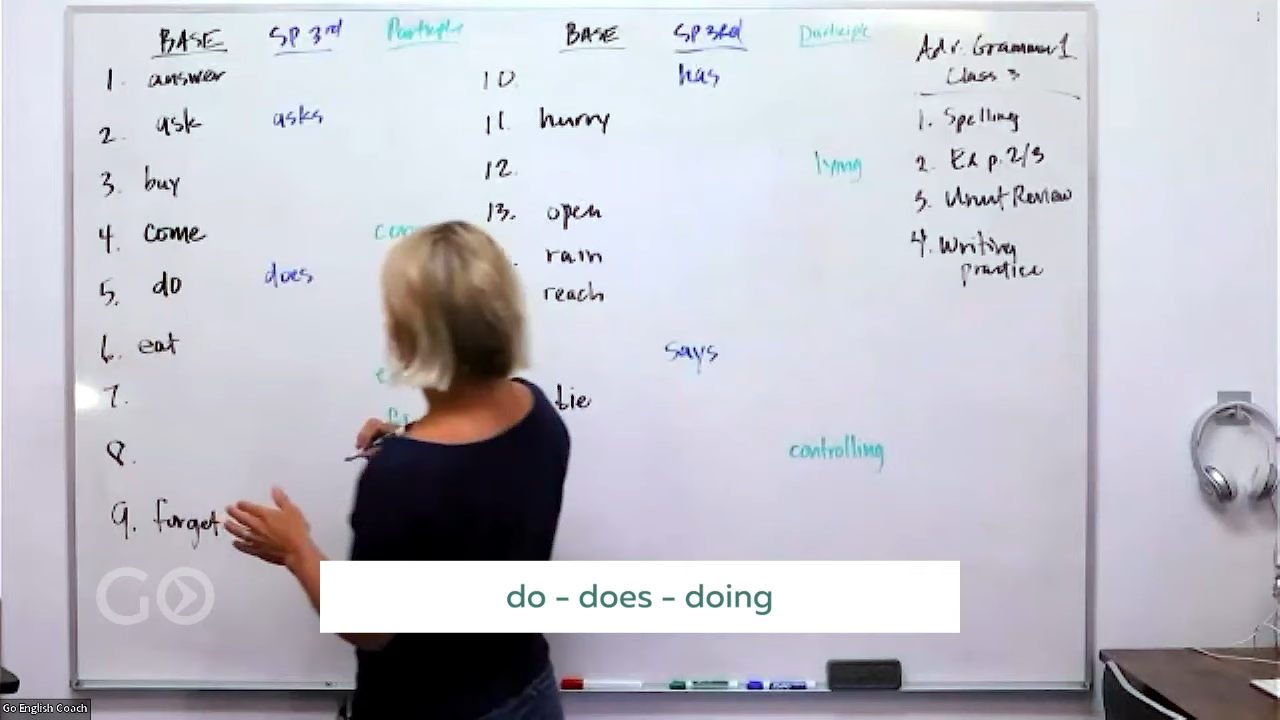 BASE SP 3rd Participle BASE SP 3rd Participle
1. answer 10. has
2. ask asks 11. hurry
3. buy 12. lying
4. come 13. open
5. do does rain
6. eat reach
7. says
8. tie
9. forget controlling
Adv. Grammar 1
Class 3
1. Spelling
2. Ex p. 2/3
3. Unit Review
4. Writing
practice
GO
do - does - doing
Go English Coach